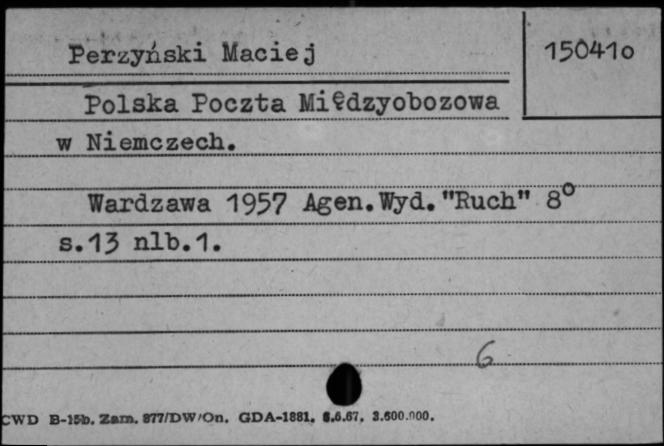 Perzyński Maciej
150410
Polska Poczta Międzyobozowa
w Niemczech.
Wardzawa 1957 Agen.Wyd."Ruch" 8°
s.13 nlb.1.
6
CWD B-15b. Zam. 877/DW/On. GDA-1881. 8.6.67. 3.600.000.